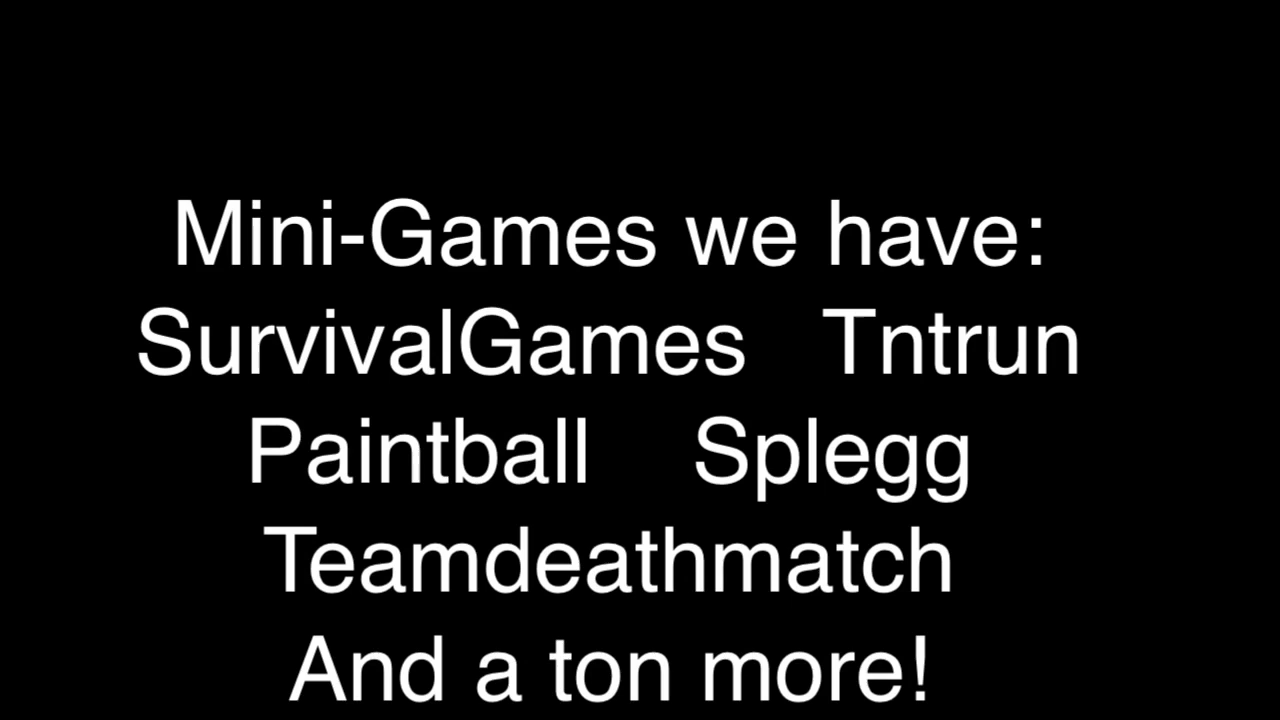 Mini-Games we have:
SurvivalGames Tntrun
Paintball Splegg
Teamdeathmatch
And a ton more!